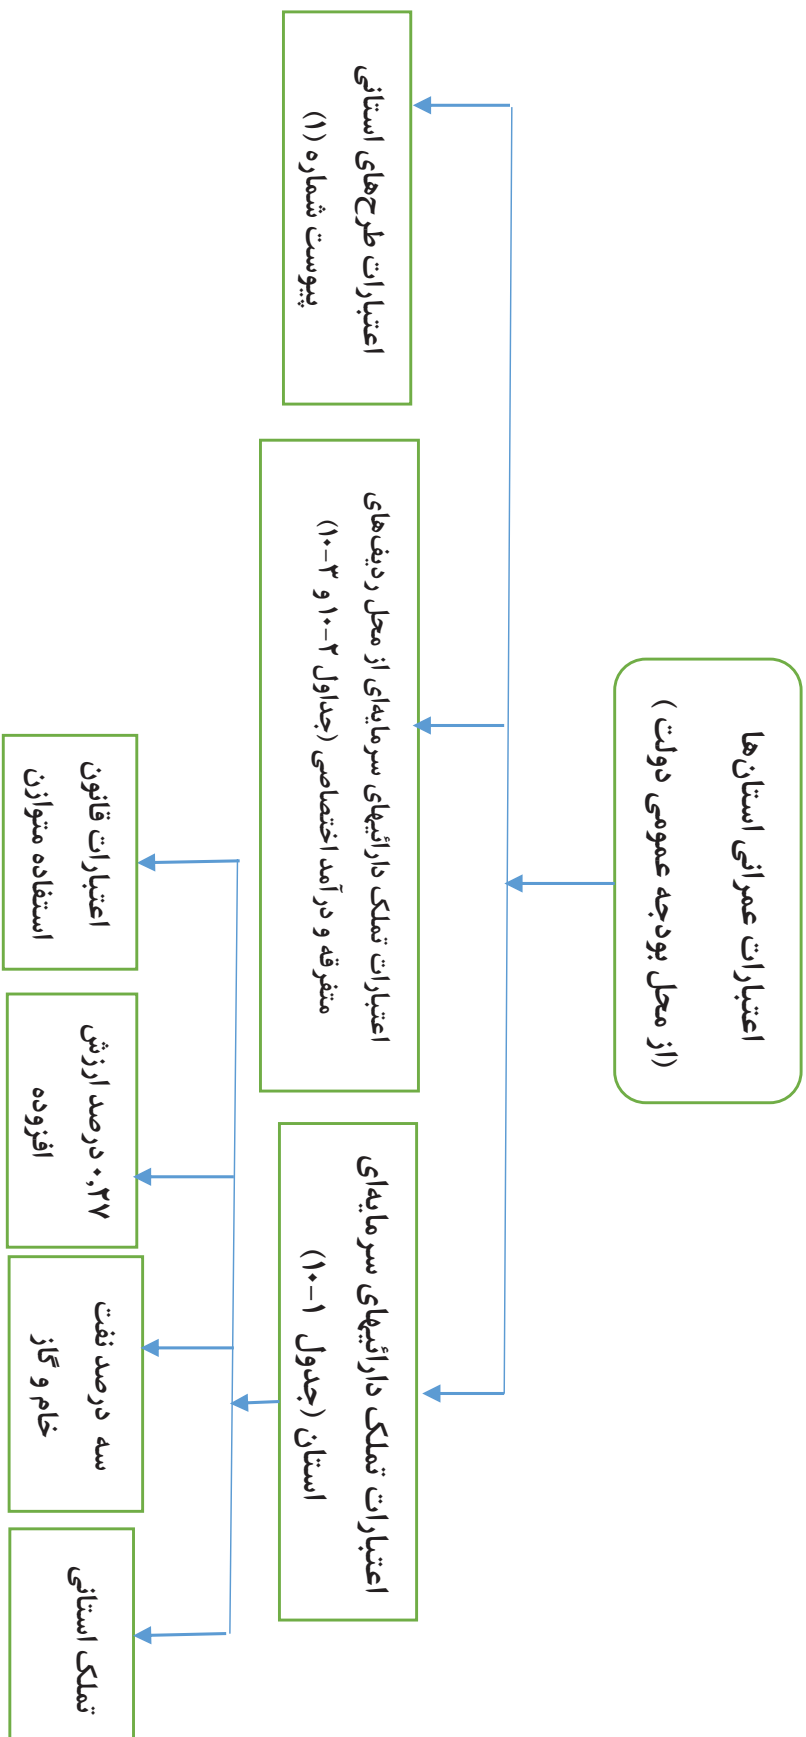 اعتبارات عمرانی استان‌ها
(از محل بودجه عمومی دولت )
اعتبارات تملک دارائیهای سرمایه‌ای
استان (جدول ۱-۱۰)
اعتبارات تملک دارائیهای سرمایه‌ای از محل ردیف‌های
متفرقه و درآمد اختصاصی (جداول ۲-۱۰ و ۳-۱۰)
اعتبارات طرح‌های استانی
پیوست شماره (۱)
تملک استانی
سه درصد نفت
خام و گاز
۰,۲۷ درصد ارزش
افزوده
اعتبارات قانون
استفاده متوازن